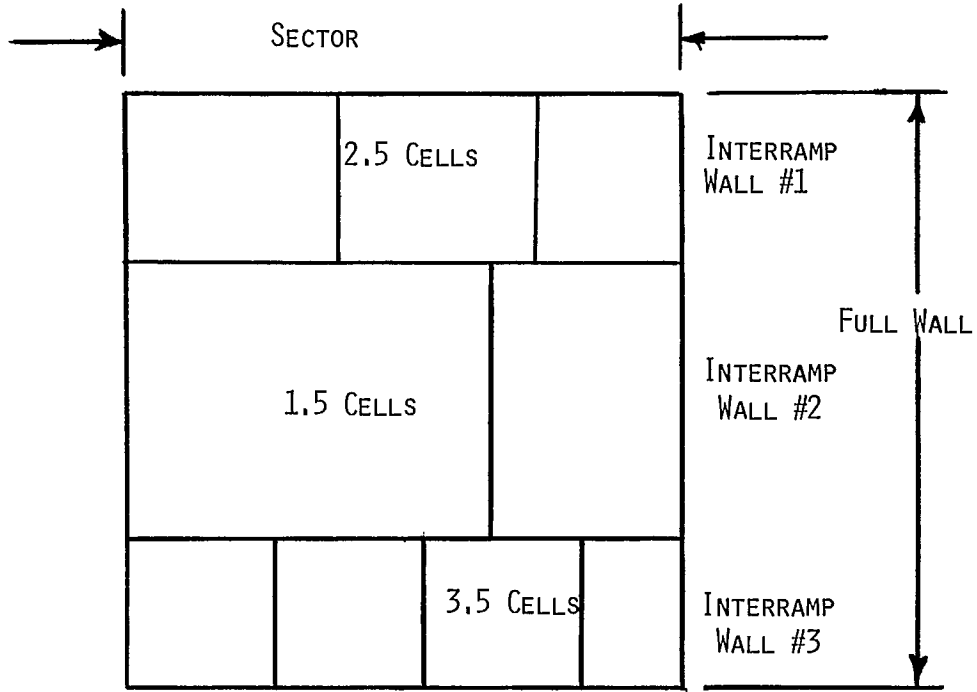 SECTOR
2.5 CELLS
INTERRAMP
WALL #1
FULL WALL
1.5 CELLS
INTERRAMP
WALL #2
3.5 CELLS
INTERRAMP
WALL #3